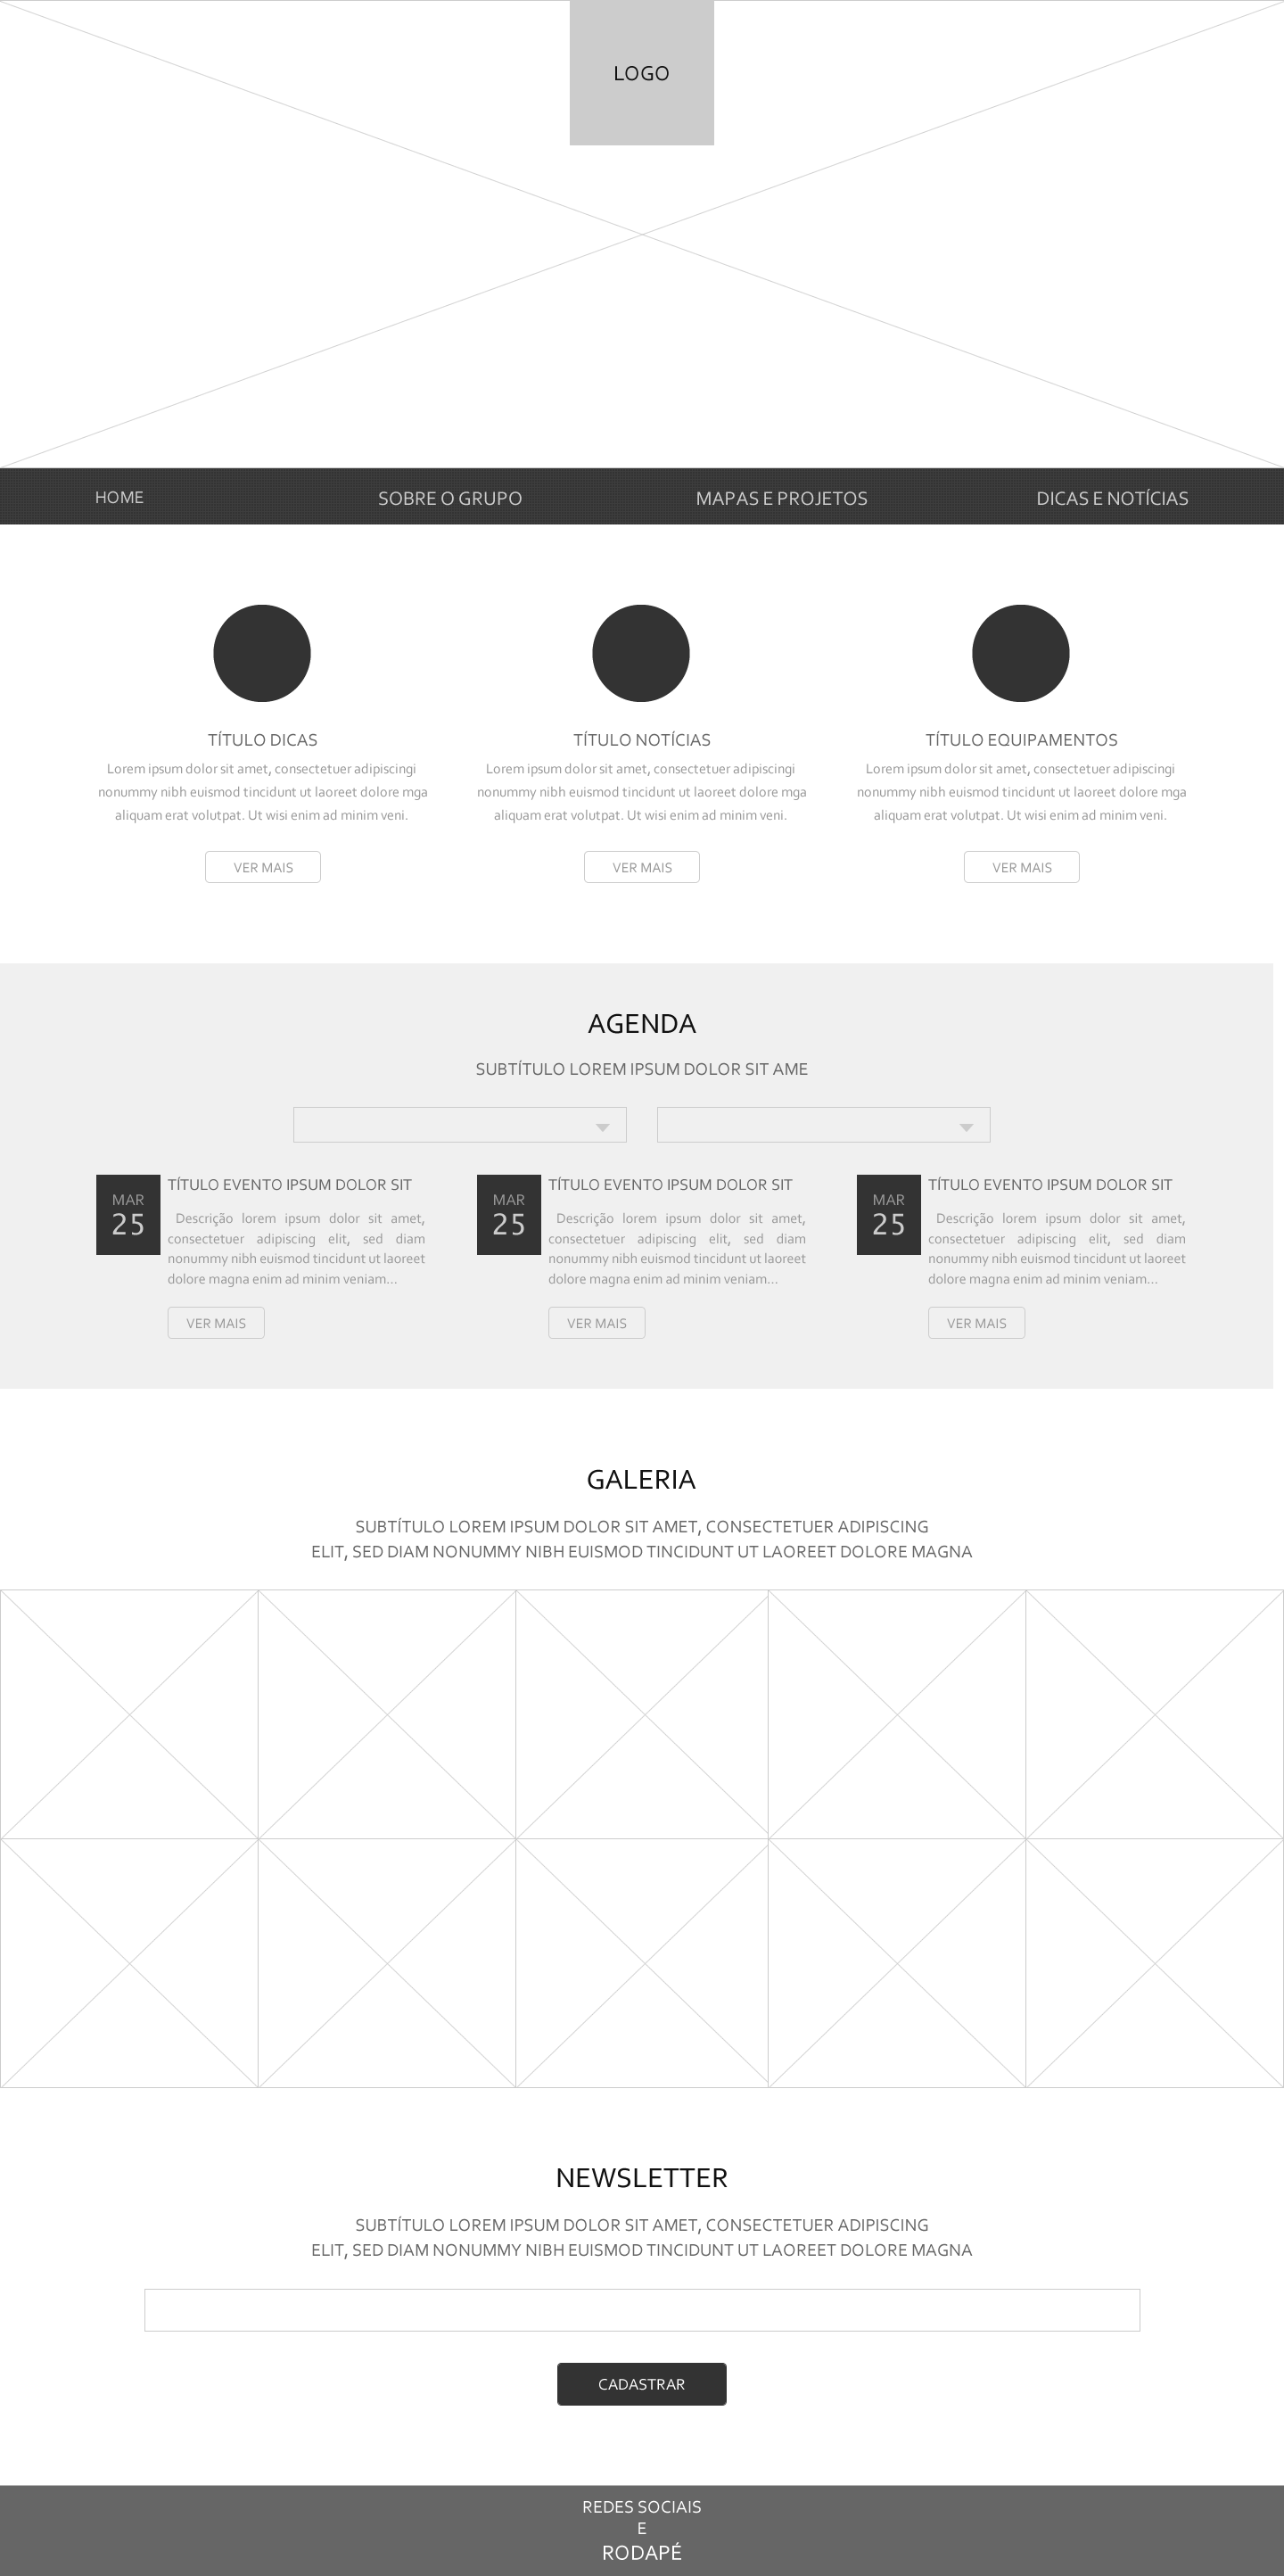 LOGO
HOME SOBRE O GRUPO MAPAS E PROJETOS DICAS E NOTÍCIAS
TÍTULO DICAS
Lorem ipsum dolor sit amet, consectetuer adipiscingi
nonummy nibh euismod tincidunt ut laoreet dolore mga
aliquam erat volutpat. Ut wisi enim ad minim veni.
VER MAIS
TÍTULO NOTÍCIAS
Lorem ipsum dolor sit amet, consectetuer adipiscingi
nonummy nibh euismod tincidunt ut laoreet dolore mga
aliquam erat volutpat. Ut wisi enim ad minim veni.
VER MAIS
TÍTULO EQUIPAMENTOS
Lorem ipsum dolor sit amet, consectetuer adipiscingi
nonummy nibh euismod tincidunt ut laoreet dolore mga
aliquam erat volutpat. Ut wisi enim ad minim veni.
VER MAIS
AGENDA
SUBTÍTULO LOREM IPSUM DOLOR SIT AME
MAR
25
TÍTULO EVENTO IPSUM DOLOR SIT
Descrição lorem ipsum dolor sit amet,
consectetuer adipiscing elit, sed diam
nonummy nibh euismod tincidunt ut laoreet
dolore magna enim ad minim veniam...
VER MAIS
MAR
25
TÍTULO EVENTO IPSUM DOLOR SIT
Descrição lorem ipsum dolor sit amet,
consectetuer adipiscing elit, sed diam
nonummy nibh euismod tincidunt ut laoreet
dolore magna enim ad minim veniam...
VER MAIS
MAR
25
TÍTULO EVENTO IPSUM DOLOR SIT
Descrição lorem ipsum dolor sit amet,
consectetuer adipiscing elit, sed diam
nonummy nibh euismod tincidunt ut laoreet
dolore magna enim ad minim veniam...
VER MAIS
GALERIA
SUBTÍTULO LOREM IPSUM DOLOR SIT AMET, CONSECTETUER ADIPISCING
ELIT, SED DIAM NONUMMY NIBH EUISMOD TINCIDUNT UT LAOREET DOLORE MAGNA
NEWSLETTER
SUBTÍTULO LOREM IPSUM DOLOR SIT AMET, CONSECTETUER ADIPISCING
ELIT, SED DIAM NONUMMY NIBH EUISMOD TINCIDUNT UT LAOREET DOLORE MAGNA
CADASTRAR
REDES SOCIAIS
E
RODAPÉ